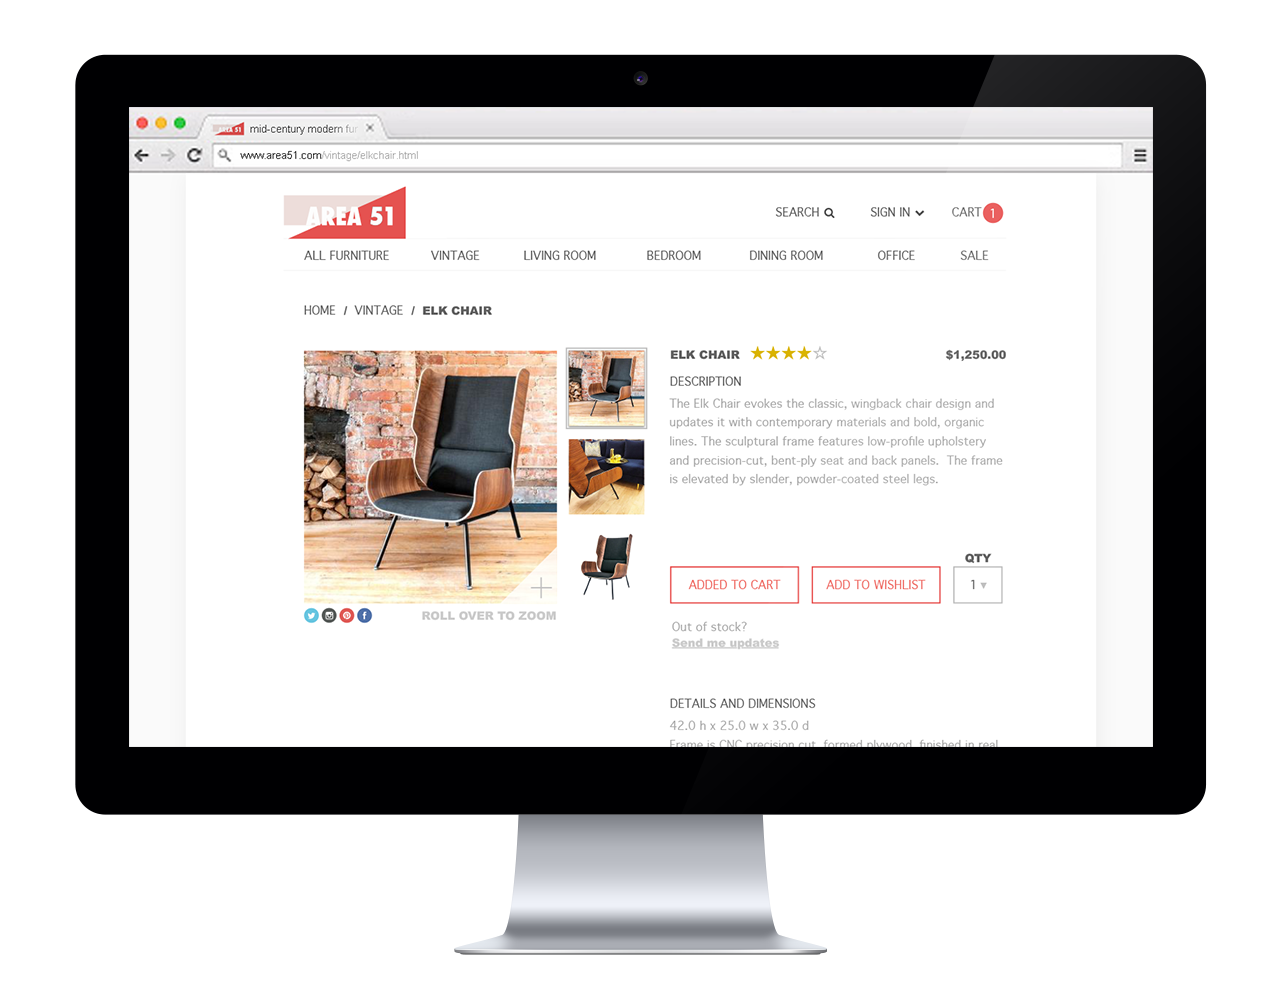 AREA 51 mid-century modern fur
www.area51.com/vintage/elkchair.html
AREA 51
SEARCH SIGN IN CART 1
ALL FURNITURE VINTAGE LIVING ROOM BEDROOM DINING ROOM OFFICE SALE
HOME / VINTAGE / ELK CHAIR
ELK CHAIR $1,250.00
DESCRIPTION
The Elk Chair evokes the classic, wingback chair design and
updates it with contemporary materials and bold, organic
lines. The sculptural frame features low-profile upholstery
and precision-cut, bent-ply seat and back panels. The frame
is elevated by slender, powder-coated steel legs.
QTY
ADDED TO CART ADD TO WISHLIST 1
ROLL OVER TO ZOOM
Out of stock?
Send me updates
DETAILS AND DIMENSIONS
42.0 h x 25.0 w x 35.0 d
Frame is CNC precision cut, formed plywood, finished in real